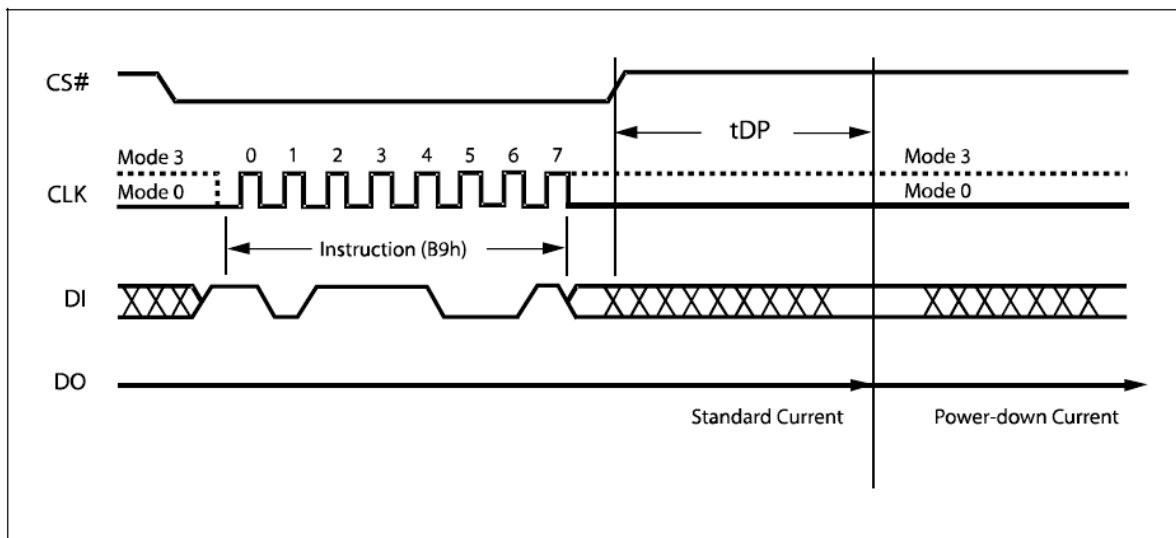 CS#
tDP
Mode 3 0 1 2 3 4 5 6 7 Mode 3
CLK Mode 0 Mode 0
Instruction (B9h)
DI
DO
Standard Current Power-down Current